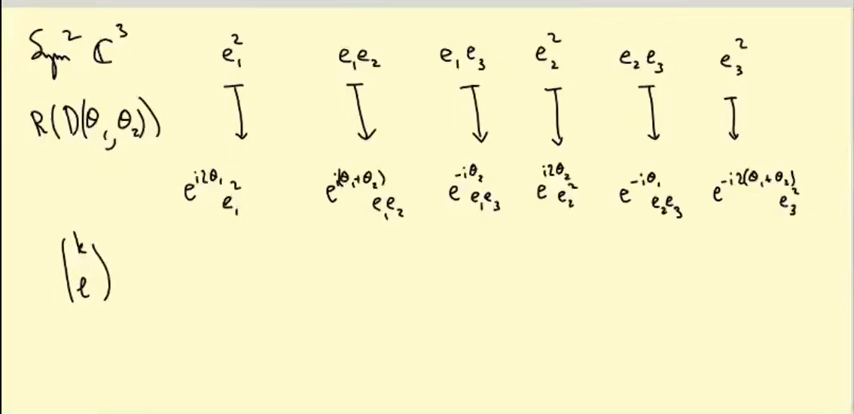 Sym² ℂ³ e₁² e₁e₂ e₁e₃ e₂² e₂e₃ e₃²
R(D(θ₁,θ₂)) ↦ ↦ ↦ ↦ ↦ ↦
e^{i2θ₁} e₁² e^{i(θ₁+θ₂)} e₁e₂ e^{-iθ₂} e₁e₃ e^{i2θ₂} e₂² e^{-iθ₁} e₂e₃ e^{-i2(θ₁+θ₂)} e₃²
(k
ℓ)